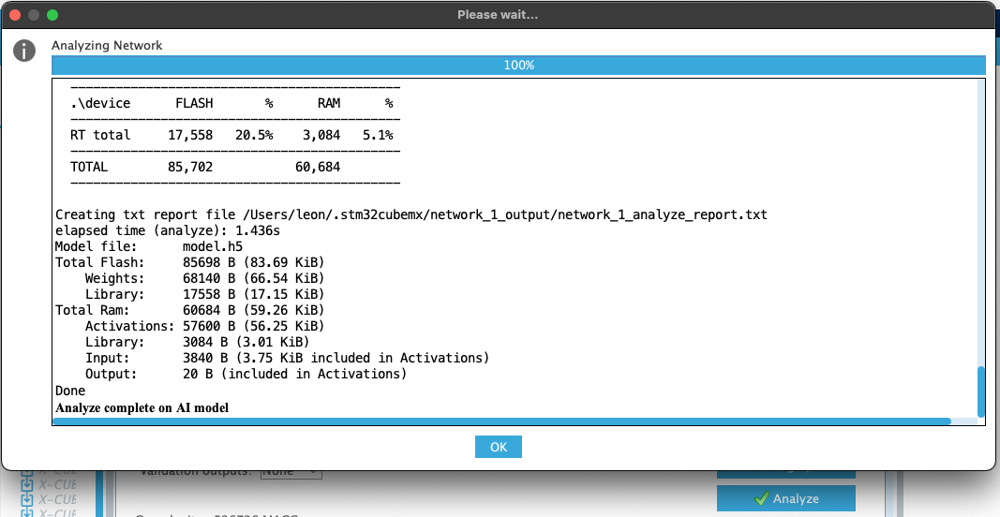 Please wait...
Analyzing Network
100%
.\device FLASH % RAM %
RT total 17,558 20.5% 3,084 5.1%
TOTAL 85,702 60,684
Creating txt report file /Users/leon/.stm32cubemx/network_1_output/network_1_analyze_report.txt
elapsed time (analyze): 1.436s
Model file: model.h5
Total Flash: 85698 B (83.69 KiB)
Weights: 68140 B (66.54 KiB)
Library: 17558 B (17.15 KiB)
Total Ram: 60684 B (59.26 KiB)
Activations: 57600 B (56.25 KiB)
Library: 3084 B (3.01 KiB)
Input: 3840 B (3.75 KiB included in Activations)
Output: 20 B (included in Activations)
Done
Analyze complete on AI model
OK
X-CUB
Validation outputs: None
X-CUB
X-CUB
Analyze
X-CUB